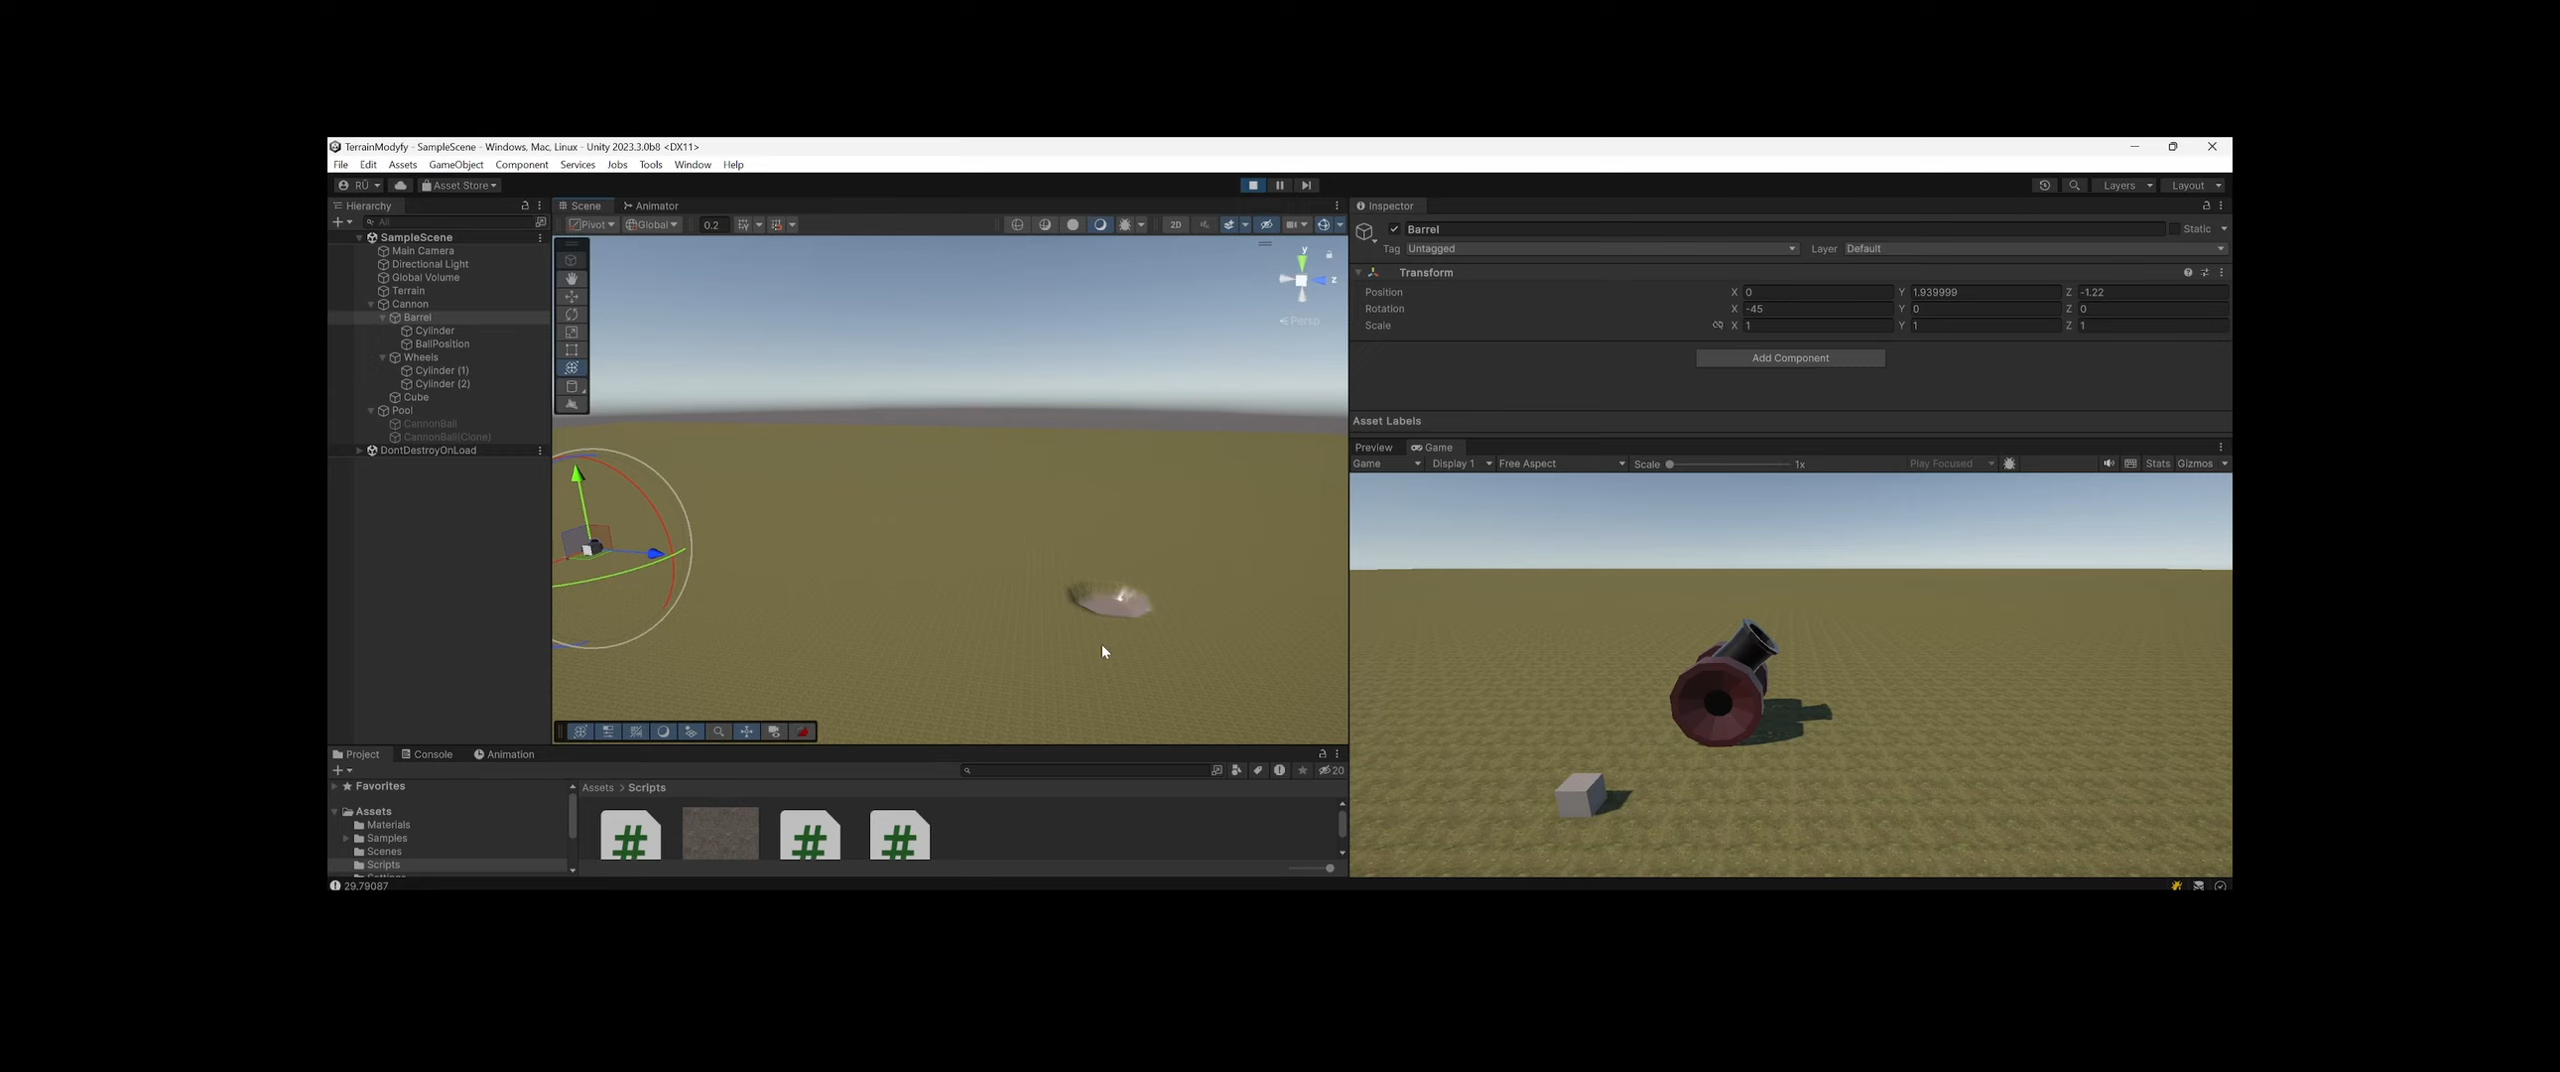 TerrainModyfy - SampleScene - Windows, Mac, Linux - Unity 2023.3.0b8 <DX11>
File Edit Assets GameObject Component Services Jobs Tools Window Help
RÜ Asset Store Layers Layout
Hierarchy
All
SampleScene
Main Camera
Directional Light
Global Volume
Terrain
Cannon
Barrel
Cylinder
BallPosition
Wheels
Cylinder (1)
Cylinder (2)
Cube
Pool
CannonBall
CannonBall(Clone)
DontDestroyOnLoad
Scene Animator
Pivot Global 0.2 2D
y
z
Persp
Inspector
Barrel Static
Tag Untagged Layer Default
Transform
Position X 0 Y 1.939999 Z -1.22
Rotation X -45 Y 0 Z 0
Scale X 1 Y 1 Z 1
Add Component
Asset Labels
Preview Game
Game Display 1 Free Aspect Scale 1x Play Focused Stats Gizmos
Project Console Animation
20
Favorites
Assets
Materials
Samples
Scenes
Scripts
Assets > Scripts
# # #
29.79087